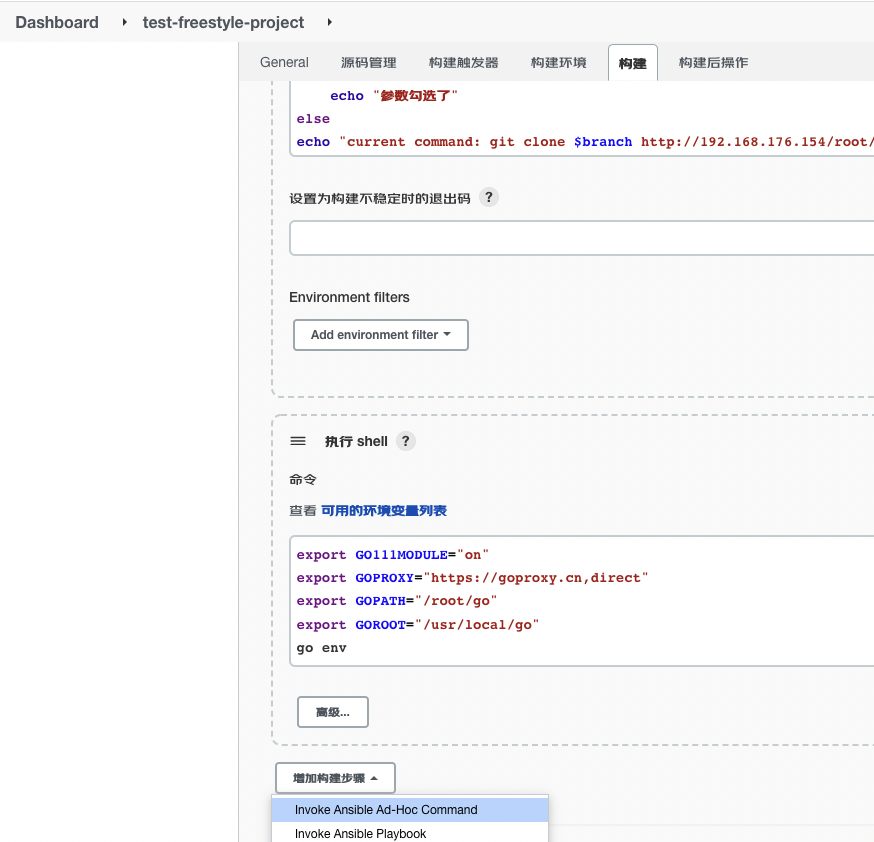 Dashboard test-freestyle-project
General 源码管理 构建触发器 构建环境 构建 构建后操作
echo "参数勾选了"
else
echo "current command: git clone $branch http://192.168.176.154/root/
设置为构建不稳定时的退出码 ?
Environment filters
Add environment filter
执行 shell ?
命令
查看 可用的环境变量列表
export GO111MODULE="on"
export GOPROXY="https://goproxy.cn,direct"
export GOPATH="/root/go"
export GOROOT="/usr/local/go"
go env
高级...
增加构建步骤
Invoke Ansible Ad-Hoc Command
Invoke Ansible Playbook